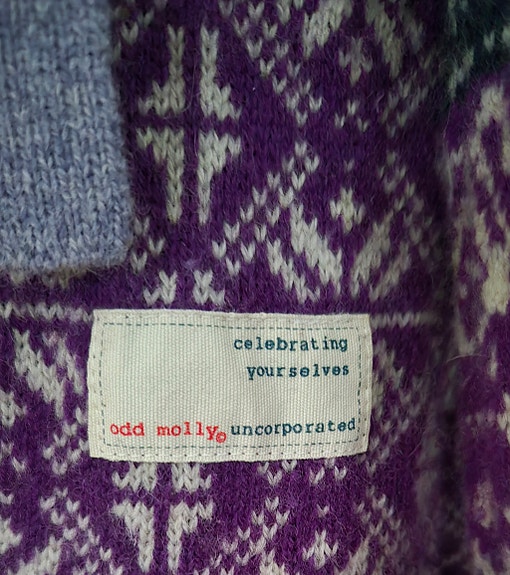 celebrating
yourselves
odd molly© uncorporated